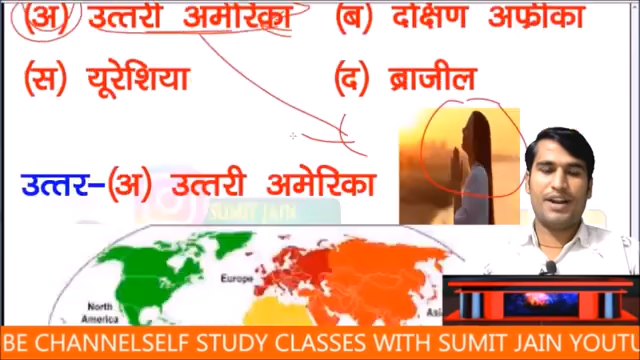 (अ) उत्तरी अमेरिका (ब) दक्षिण अफ्रीका
(स) यूरेशिया (द) ब्राजील
उत्तर-(अ) उत्तरी अमेरिका
SUMIT JAIN
Europe
North
America
Asi
BE CHANNELSELF STUDY CLASSES WITH SUMIT JAIN YOUTU